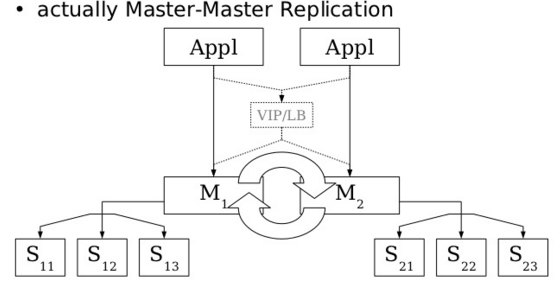 • actually Master-Master Replication
Appl Appl
VIP/LB
M1 M2
S11 S12 S13 S21 S22 S23